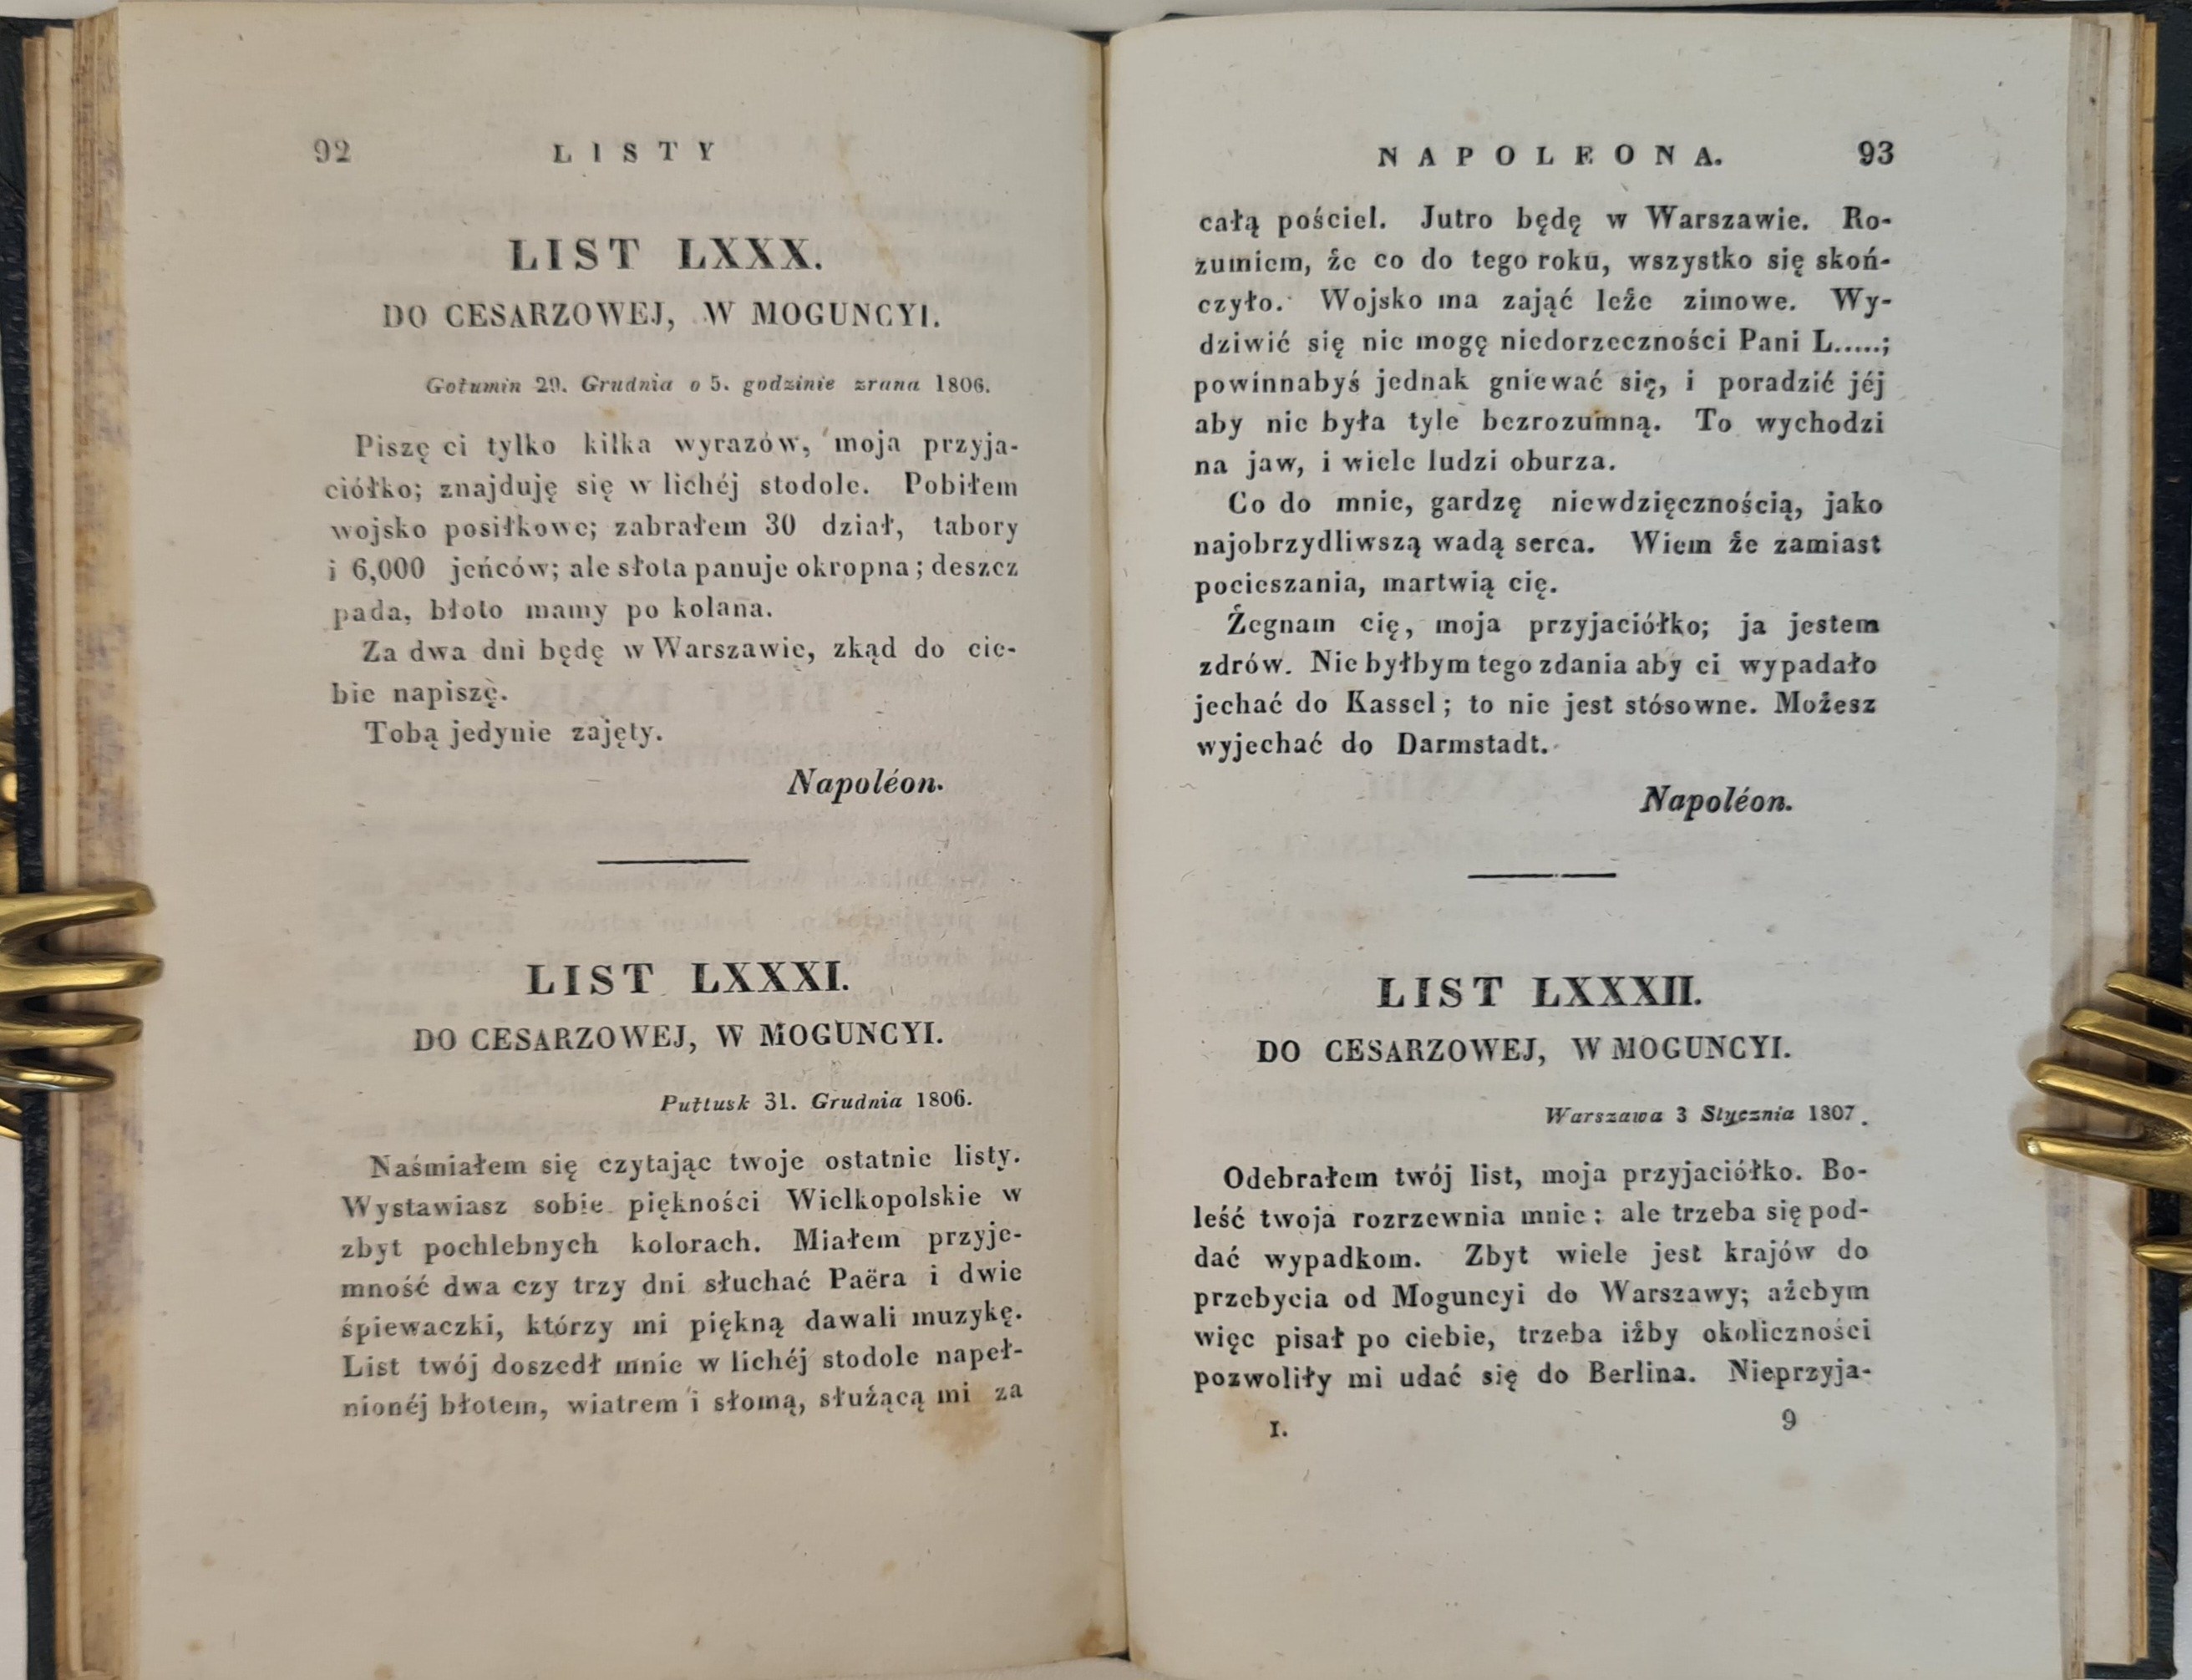 92 LISTY
LIST LXXX.
DO CESARZOWEJ, W MOGUNCYI.
Gołumin 29. Grudnia o 5. godzinie zrana 1806.
Piszę ci tylko kilka wyrazów, moja przyja-
ciółko; znajduję się w lichéj stodole. Pobiłem
wojsko posiłkowe; zabrałem 30 dział, tabory
i 6,000 jeńców; ale słota panuje okropna; deszcz
pada, błoto mamy po kolana.
Za dwa dni będę w Warszawie, zkąd do cie-
bie napiszę.
Tobą jedynie zajęty.
Napoléon.
LIST LXXXI.
DO CESARZOWEJ, W MOGUNCYI.
Pułtusk 31. Grudnia 1806.
Naśmiałem się czytając twoje ostatnie listy.
Wystawiasz sobie piękności Wielkopolskie w
zbyt pochlebnych kolorach. Miałem przyje-
mność dwa czy trzy dni słuchać Paëra i dwie
śpiewaczki, którzy mi piękną dawali muzykę.
List twój doszedł mnie w lichéj stodole napeł-
nionéj błotem, wiatrem i słomą, służącą mi za
NAPOLEONA. 93
całą pościel. Jutro będę w Warszawie. Ro-
zumiem, że co do tego roku, wszystko się skoń-
czyło. Wojsko ma zająć leże zimowe. Wy-
dziwić się nie mogę niedorzeczności Pani L.....;
powinnabyś jednak gniewać się, i poradzić jéj
aby nie była tyle bezrozumną. To wychodzi
na jaw, i wiele ludzi oburza.
Co do mnie, gardzę niewdzięcznością, jako
najobrzydliwszą wadą serca. Wiem że zamiast
pocieszania, martwią cię.
Żegnam cię, moja przyjaciółko; ja jestem
zdrów. Nie byłbym tego zdania aby ci wypadało
jechać do Kassel; to nie jest stósowne. Możesz
wyjechać do Darmstadt.
Napoléon.
LIST LXXXII.
DO CESARZOWEJ, W MOGUNCYI.
Warszawa 3 Stycznia 1807.
Odebrałem twój list, moja przyjaciółko. Bo-
leść twoja rozrzewnia mnie; ale trzeba się pod-
dać wypadkom. Zbyt wiele jest krajów do
przebycia od Moguncyi do Warszawy; ażebym
więc pisał po ciebie, trzeba iżby okoliczności
pozwoliły mi udać się do Berlina. Nieprzyja-
I. 9